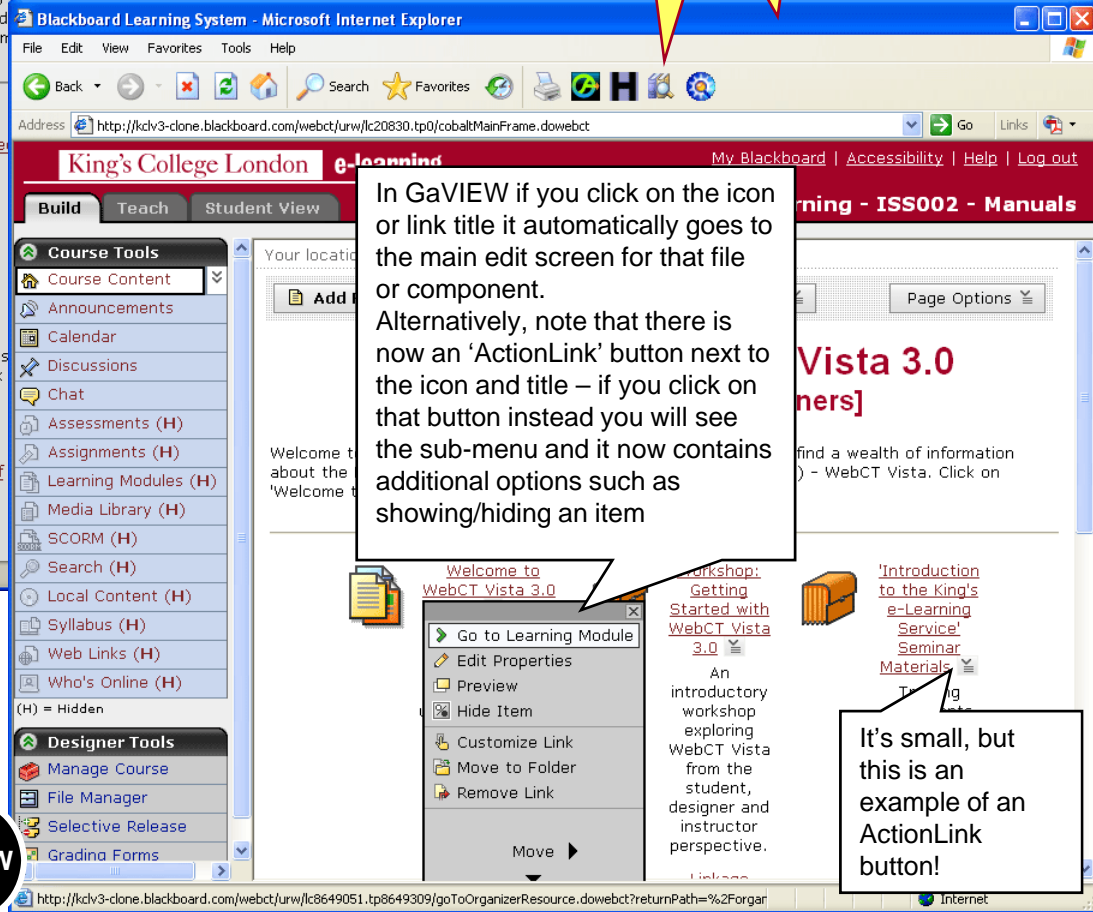 Blackboard Learning System - Microsoft Internet Explorer
File Edit View Favorites Tools Help
Back Search Favorites
Address http://kclv3-clone.blackboard.com/webct/urw/lc20830.tp0/cobaltMainFrame.dowebct Go Links
King's College London e-learning My Blackboard | Accessibility | Help | Log out
Build Teach Student View rning - ISS002 - Manuals
In GaVIEW if you click on the icon
or link title it automatically goes to
the main edit screen for that file
or component.
Alternatively, note that there is
now an ‘ActionLink’ button next to
the icon and title – if you click on
that button instead you will see
the sub-menu and it now contains
additional options such as
showing/hiding an item
Course Tools
Course Content
Announcements
Calendar
Discussions
Chat
Assessments (H)
Assignments (H)
Learning Modules (H)
Media Library (H)
SCORM (H)
Search (H)
Local Content (H)
Syllabus (H)
Web Links (H)
Who's Online (H)
(H) = Hidden
Designer Tools
Manage Course
File Manager
Selective Release
Grading Forms
Your locatio
Add Page Options
Vista 3.0
ners]
Welcome t find a wealth of information
about the ) - WebCT Vista. Click on
'Welcome t
Welcome to
WebCT Vista 3.0
Go to Learning Module
Edit Properties
Preview
Hide Item
Customize Link
Move to Folder
Remove Link
Move
Workshop:
Getting
Started with
WebCT Vista
3.0
An
introductory
workshop
exploring
WebCT Vista
from the
student,
designer and
instructor
perspective.
'Introduction
to the King's
e-Learning
Service'
Seminar
Materials
It’s small, but
this is an
example of an
ActionLink
button!
http://kclv3-clone.blackboard.com/webct/urw/lc8649051.tp8649309/goToOrganizerResource.dowebct?returnPath=%2Forgar Internet